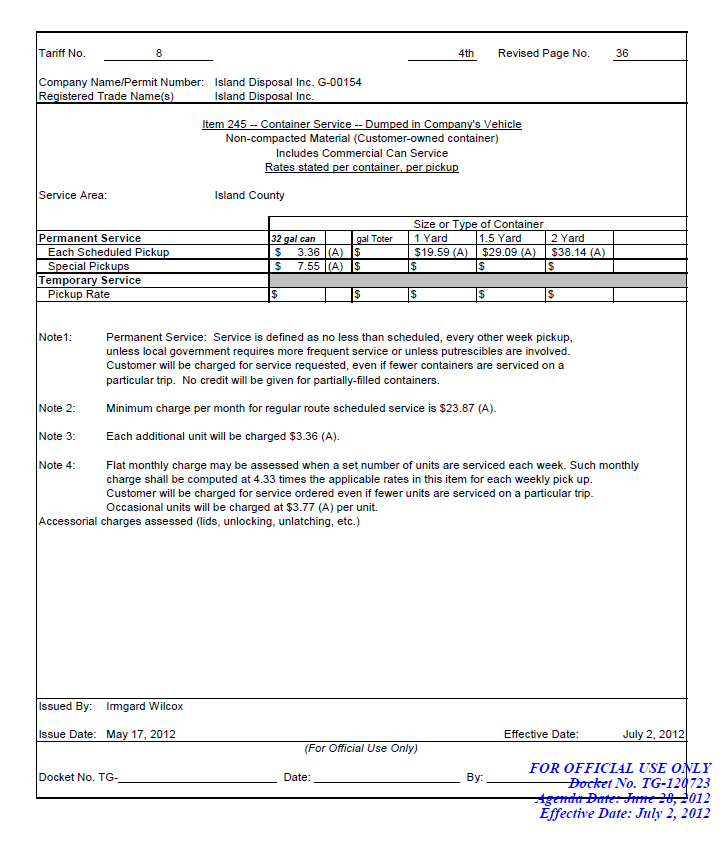 Tariff No. 8 4th Revised Page No. 36
Company Name/Permit Number: Island Disposal Inc. G-00154
Registered Trade Name(s) Island Disposal Inc.
Item 245 -- Container Service -- Dumped in Company's Vehicle
Non-compacted Material (Customer-owned container)
Includes Commercial Can Service
Rates stated per container, per pickup
Service Area: Island County
Size or Type of Container
Permanent Service 32 gal can gal Toter 1 Yard 1.5 Yard 2 Yard
Each Scheduled Pickup $ 3.36 (A) $ $19.59 (A) $29.09 (A) $38.14 (A)
Special Pickups $ 7.55 (A) $ $ $ $
Temporary Service
Pickup Rate $ $ $ $ $
Note1: Permanent Service: Service is defined as no less than scheduled, every other week pickup,
unless local government requires more frequent service or unless putrescibles are involved.
Customer will be charged for service requested, even if fewer containers are serviced on a
particular trip. No credit will be given for partially-filled containers.
Note 2: Minimum charge per month for regular route scheduled service is $23.87 (A).
Note 3: Each additional unit will be charged $3.36 (A).
Note 4: Flat monthly charge may be assessed when a set number of units are serviced each week. Such monthly
charge shall be computed at 4.33 times the applicable rates in this item for each weekly pick up.
Customer will be charged for service ordered even if fewer units are serviced on a particular trip.
Occasional units will be charged at $3.77 (A) per unit.
Accessorial charges assessed (lids, unlocking, unlatching, etc.)
Issued By: Irmgard Wilcox
Issue Date: May 17, 2012 Effective Date: July 2, 2012
(For Official Use Only)
Docket No. TG- Date: By:
FOR OFFICIAL USE ONLY
Docket No. TG-120723
Agenda Date: June 28, 2012
Effective Date: July 2, 2012